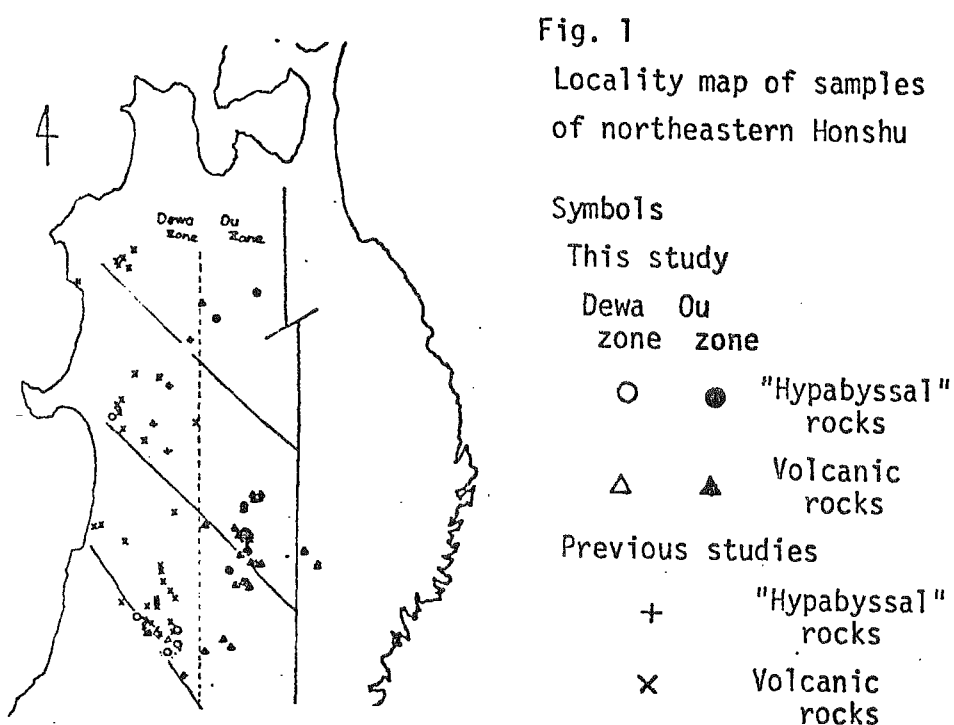 Fig. 1
Locality map of samples
of northeastern Honshu
Symbols
This study
Dewa Ou
zone zone
"Hypabyssal"
rocks
Volcanic
rocks
Previous studies
"Hypabyssal"
rocks
Volcanic
rocks
Dewa Ou
zone zone